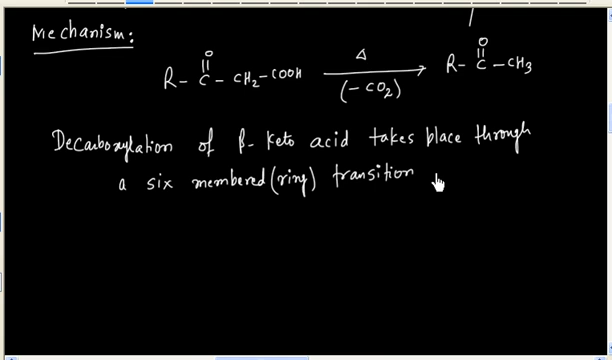 Mechanism:
R - C - CH2 - COOH Δ (- CO2) R - C - CH3
O O
Decarboxylation of β- keto acid takes place through
a six membered (ring) transition